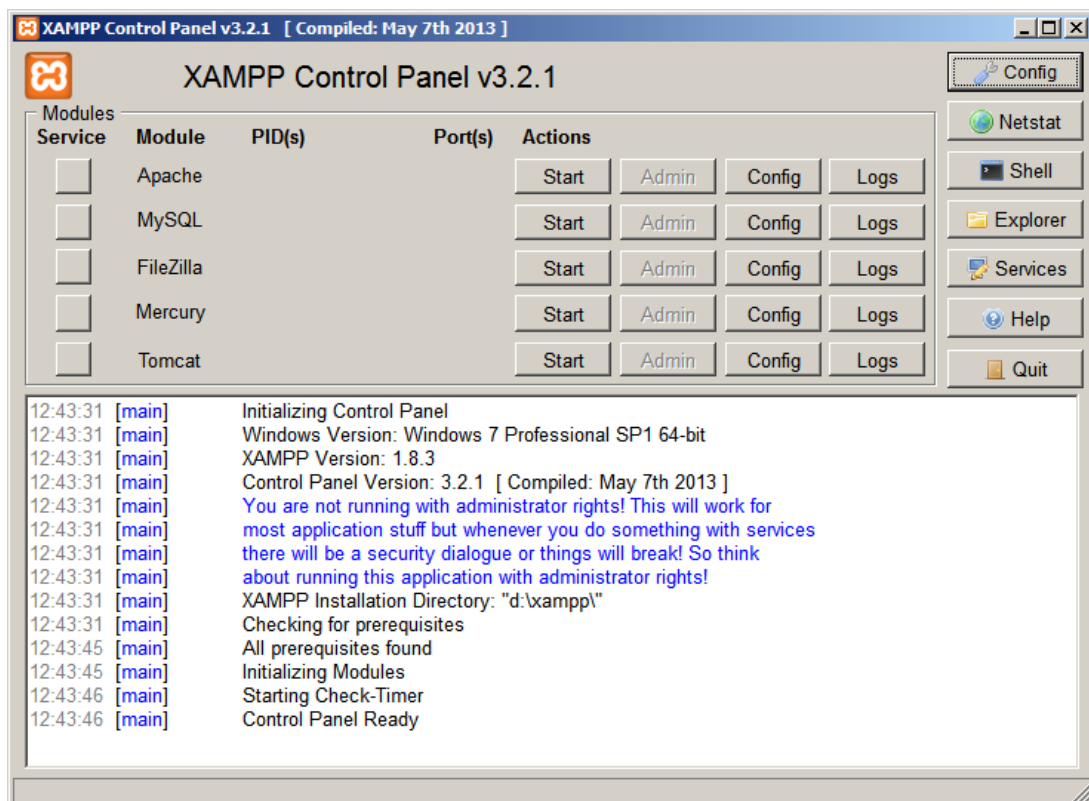 XAMPP Control Panel v3.2.1 [ Compiled: May 7th 2013 ]
XAMPP Control Panel v3.2.1
Config
Modules
Netstat
Service Module PID(s) Port(s) Actions
Apache Start Admin Config Logs
Shell
MySQL Start Admin Config Logs
Explorer
FileZilla Start Admin Config Logs
Services
Mercury Start Admin Config Logs
Help
Tomcat Start Admin Config Logs
Quit
12:43:31 [main] Initializing Control Panel
12:43:31 [main] Windows Version: Windows 7 Professional SP1 64-bit
12:43:31 [main] XAMPP Version: 1.8.3
12:43:31 [main] Control Panel Version: 3.2.1 [ Compiled: May 7th 2013 ]
12:43:31 [main] You are not running with administrator rights! This will work for
12:43:31 [main] most application stuff but whenever you do something with services
12:43:31 [main] there will be a security dialogue or things will break! So think
12:43:31 [main] about running this application with administrator rights!
12:43:31 [main] XAMPP Installation Directory: "d:\xampp\"
12:43:31 [main] Checking for prerequisites
12:43:45 [main] All prerequisites found
12:43:45 [main] Initializing Modules
12:43:46 [main] Starting Check-Timer
12:43:46 [main] Control Panel Ready